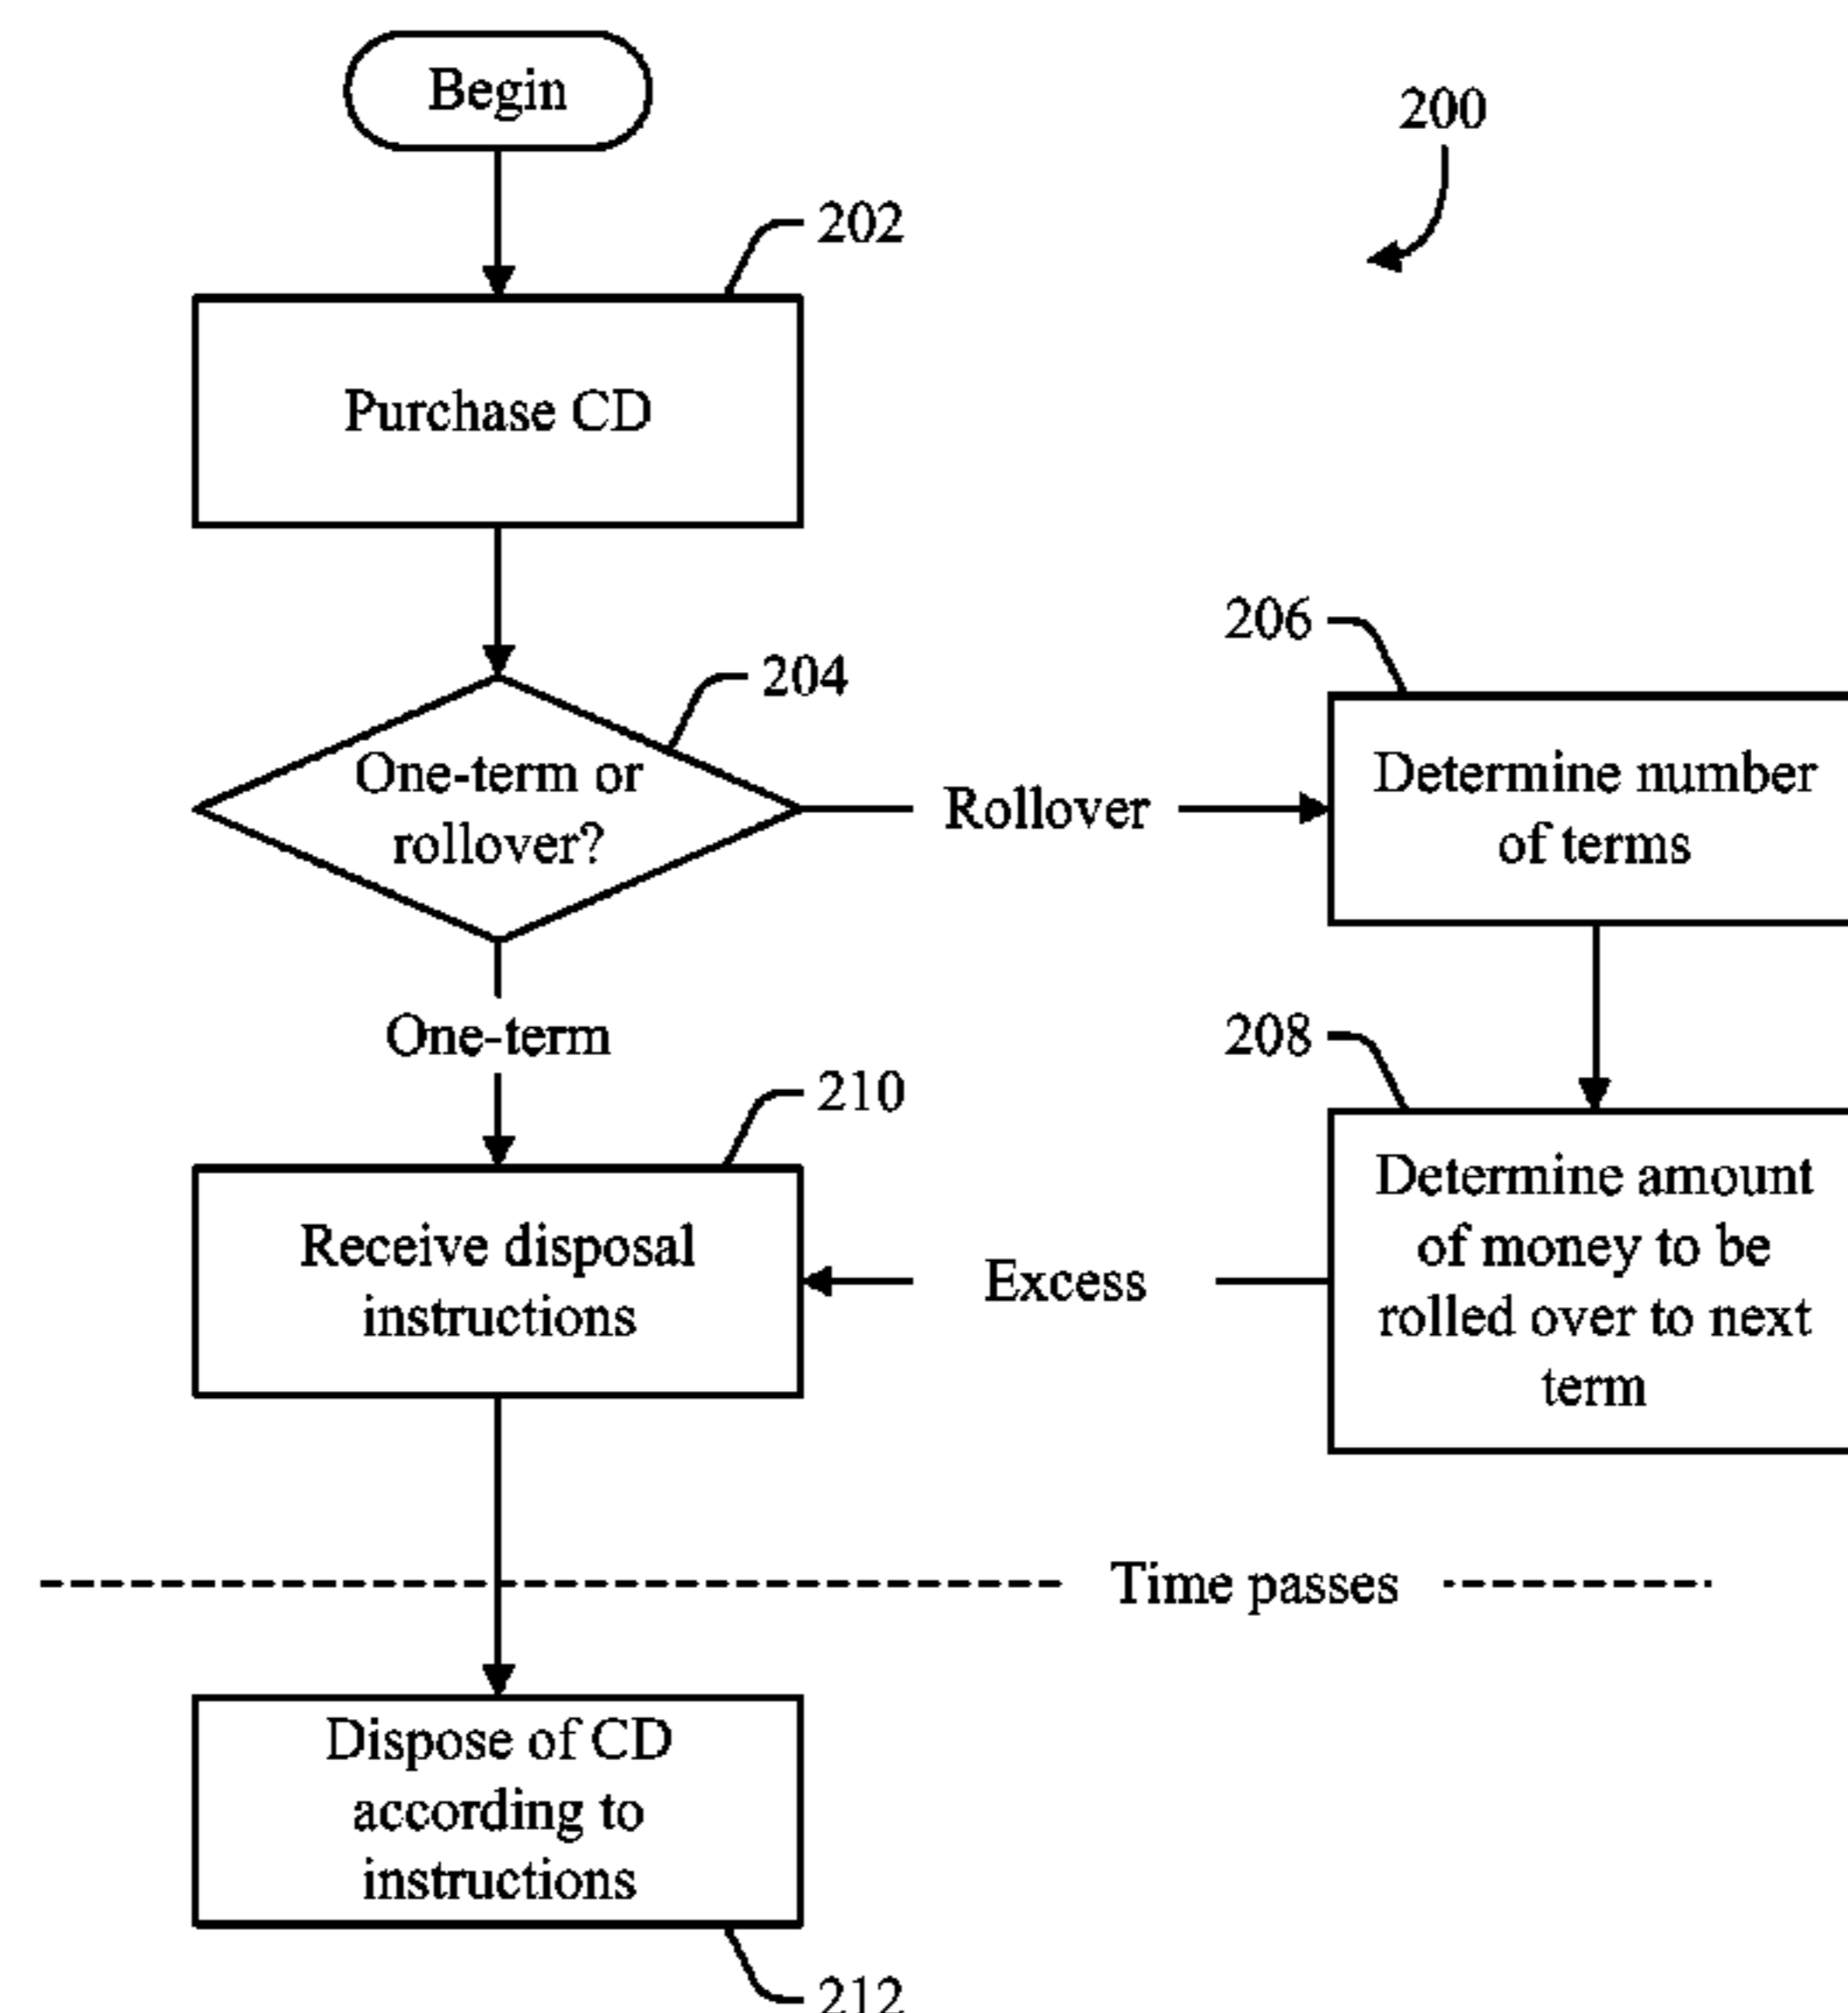 Begin
200
202
Purchase CD
206
204
One-term or
rollover?
Rollover
Determine number
of terms
One-term
208
210
Receive disposal
instructions
Excess
Determine amount
of money to be
rolled over to next
term
Time passes
Dispose of CD
according to
instructions
212